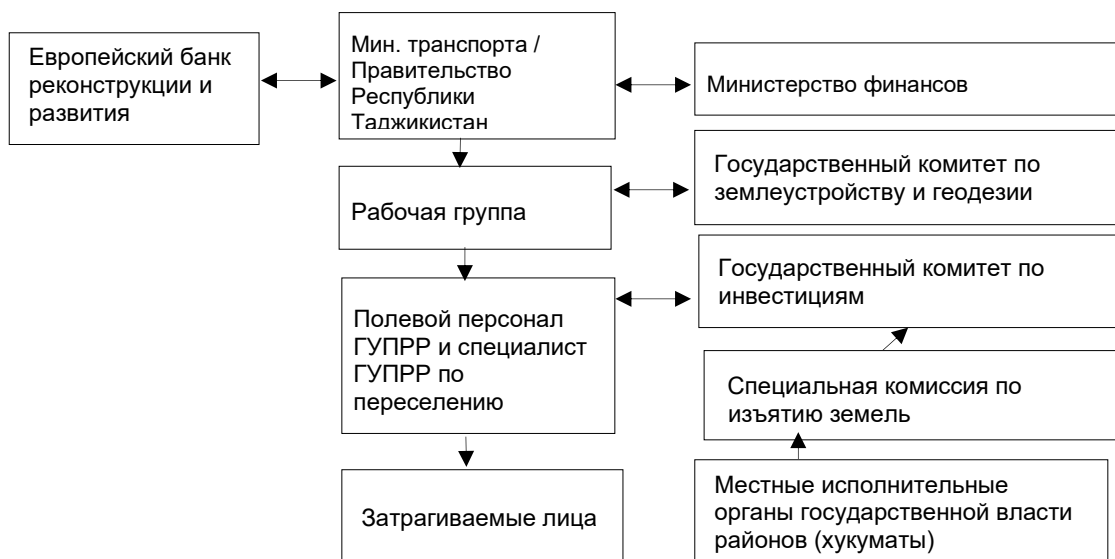 Европейский банк
реконструкции и
развития
Мин. транспорта /
Правительство
Республики
Таджикистан
Министерство финансов
Рабочая группа
Государственный комитет по
землеустройству и геодезии
Полевой персонал
ГУПРР и специалист
ГУПРР по
переселению
Государственный комитет по
инвестициям
Специальная комиссия по
изъятию земель
Затрагиваемые лица
Местные исполнительные
органы государственной власти
районов (хукуматы)